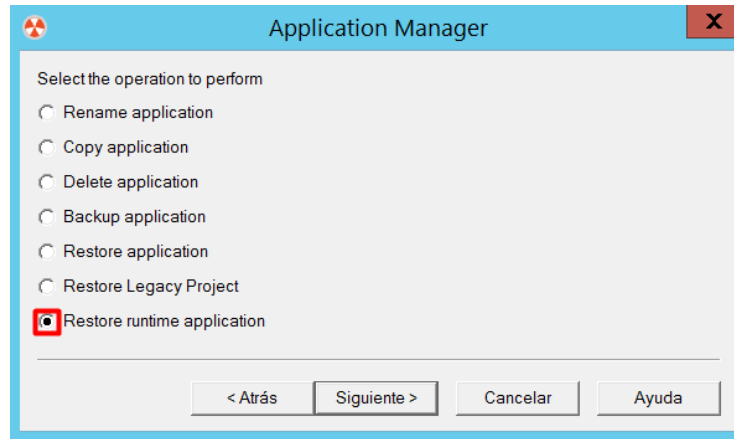 Application Manager
X
Select the operation to perform
Rename application
Copy application
Delete application
Backup application
Restore application
Restore Legacy Project
Restore runtime application
< Atrás Siguiente > Cancelar Ayuda